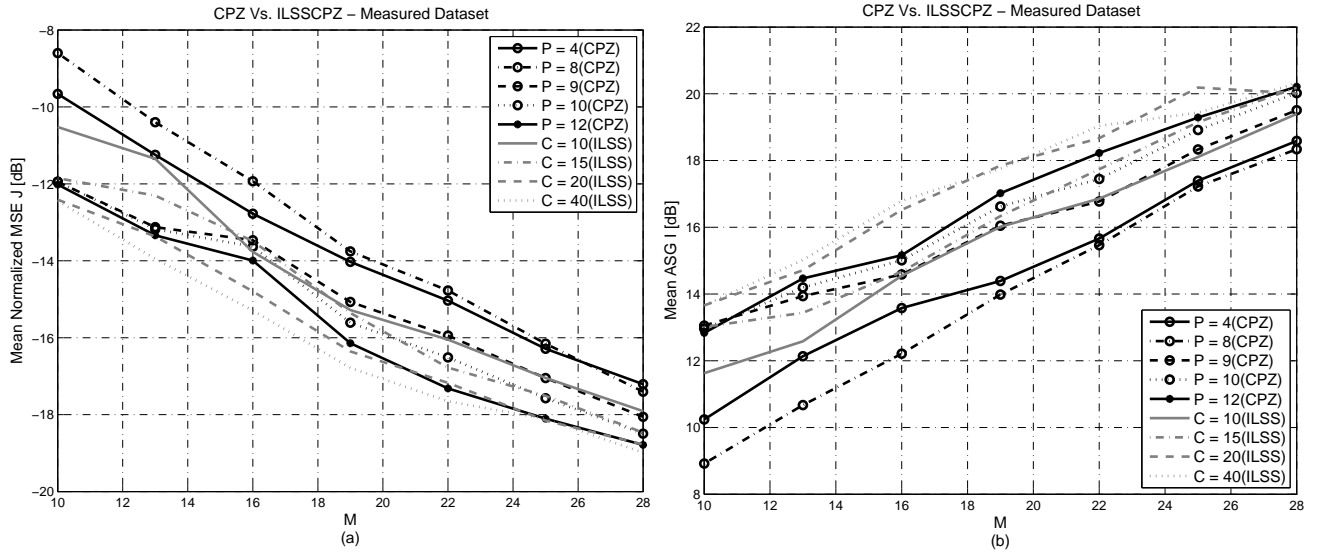 CPZ Vs. ILSSCPZ – Measured Dataset
Mean Normalized MSE J [dB]
−8
−10
−12
−14
−16
−18
−20
10 12 14 16 18 20 22 24 26 28
M
(a)
P = 4(CPZ)
P = 8(CPZ)
P = 9(CPZ)
P = 10(CPZ)
P = 12(CPZ)
C = 10(ILSS)
C = 15(ILSS)
C = 20(ILSS)
C = 40(ILSS)
CPZ Vs. ILSSCPZ – Measured Dataset
Mean ASG I [dB]
22
20
18
16
14
12
10
8
10 12 14 16 18 20 22 24 26 28
M
(b)
P = 4(CPZ)
P = 8(CPZ)
P = 9(CPZ)
P = 10(CPZ)
P = 12(CPZ)
C = 10(ILSS)
C = 15(ILSS)
C = 20(ILSS)
C = 40(ILSS)